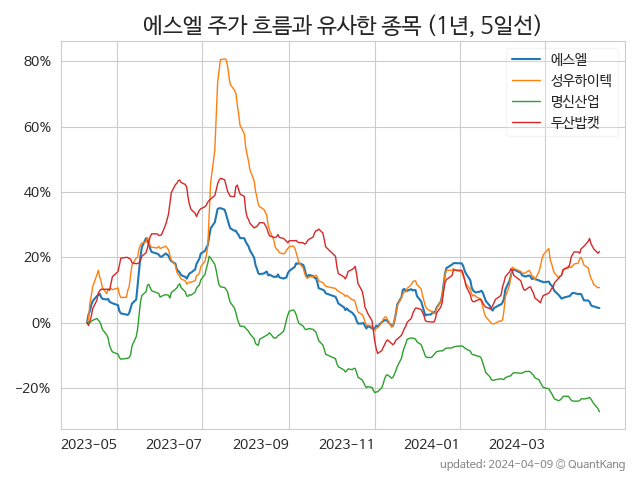 에스엘 주가 흐름과 유사한 종목 (1년, 5일선)
에스엘
성우하이텍
명신산업
두산밥캣
80%
60%
40%
20%
0%
−20%
2023-05
2023-07
2023-09
2023-11
2024-01
2024-03
updated: 2024-04-09 © QuantKang